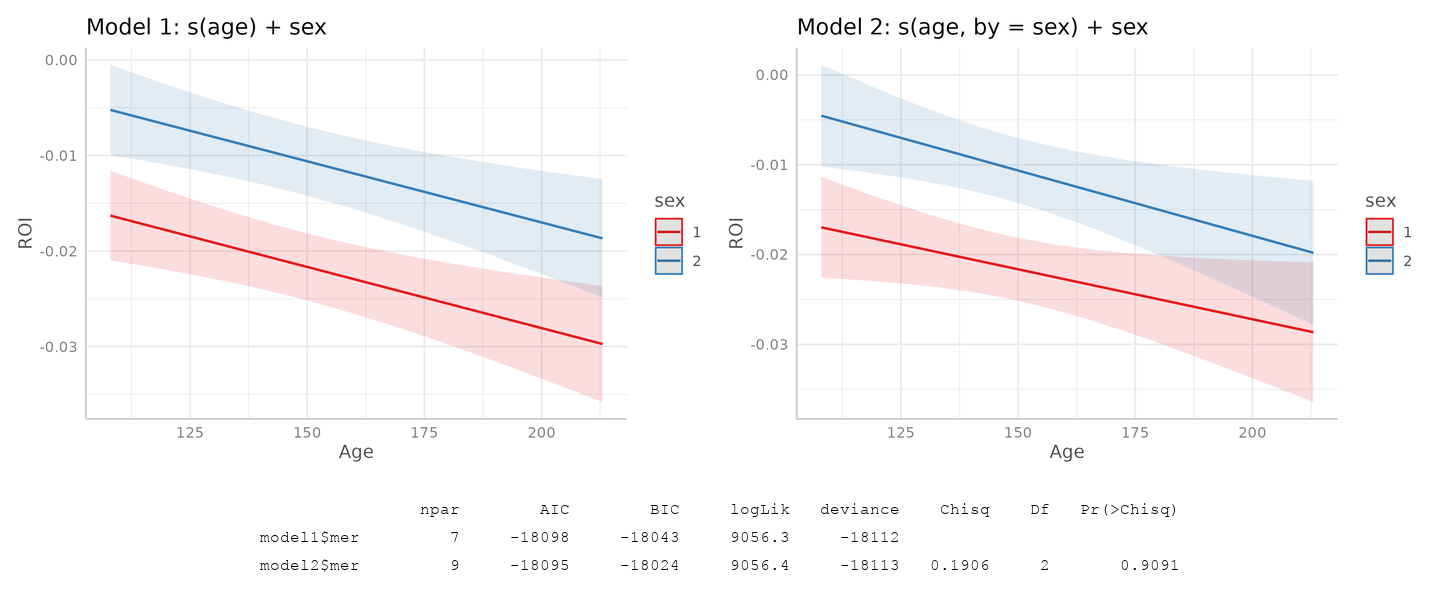 Model 1: s(age) + sex
0.00
-0.01
-0.02
-0.03
ROI
125 150 175 200
Age
sex
1
2
Model 2: s(age, by = sex) + sex
0.00
-0.01
-0.02
-0.03
ROI
125 150 175 200
Age
sex
1
2
npar AIC BIC logLik deviance Chisq Df Pr(>Chisq)
model1$mer 7 -18098 -18043 9056.3 -18112
model2$mer 9 -18095 -18024 9056.4 -18113 0.1906 2 0.9091